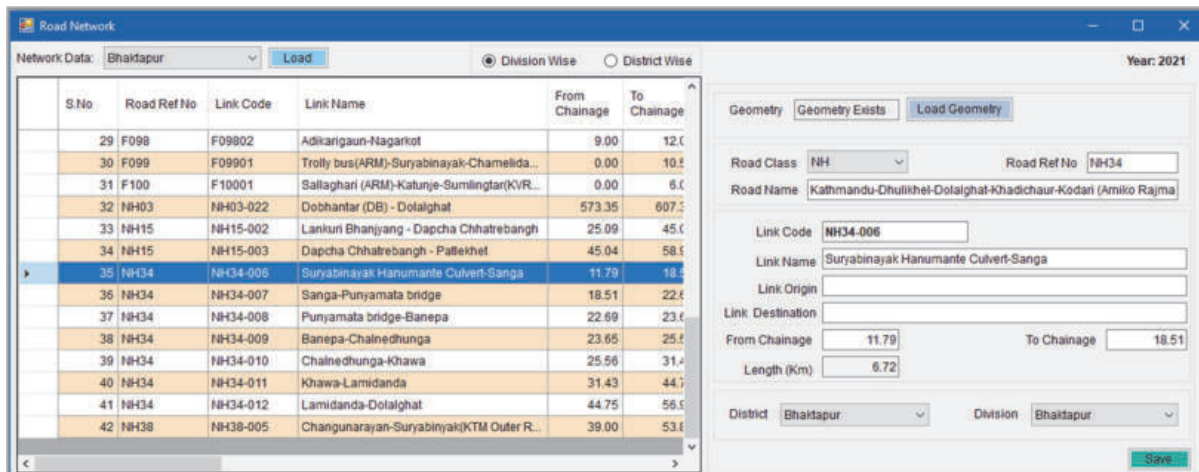 Road Network
Network Data: Bhaktapur Load Division Wise District Wise Year: 2021
S.No Road Ref No Link Code Link Name From Chainage To Chainage
29 F098 F09802 Adikarigaun-Nagarkot 9.00
30 F099 F09901 Trolly bus(ARM)-Suryabinayak-Chamelida... 0.00
31 F100 F10001 Sallaghari (ARM)-Katunje-Sumlingtar(KVR... 0.00
32 NH03 NH03-022 Dobhantar (DB) - Dolalghat 573.35
33 NH15 NH15-002 Lankuri Bhanjyang - Dapcha Chhatrebangh 25.09
34 NH15 NH15-003 Dapcha Chhatrebangh - Patlekhet 45.04
35 NH34 NH34-006 Suryabinayak Hanumante Culvert-Sanga 11.79
36 NH34 NH34-007 Sanga-Punyamata bridge 18.51
37 NH34 NH34-008 Punyamata bridge-Banepa 22.69
38 NH34 NH34-009 Banepa-Chalnedhunga 23.65
39 NH34 NH34-010 Chalnedhunga-Khawa 25.56
40 NH34 NH34-011 Khawa-Lamidanda 31.43
41 NH34 NH34-012 Lamidanda-Dolalghat 44.75
42 NH38 NH38-005 Changunarayan-Suryabinyak(KTM Outer R... 39.00
Geometry Geometry Exists Load Geometry
Road Class NH Road Ref No NH34
Road Name Kathmandu-Dhulikhel-Dolalghat-Khadichaur-Kodari (Arniko Rajma
Link Code NH34-006
Link Name Suryabinayak Hanumante Culvert-Sanga
Link Origin
Link Destination
From Chainage 11.79 To Chainage 18.51
Length (Km) 6.72
District Bhaktapur Division Bhaktapur
Save